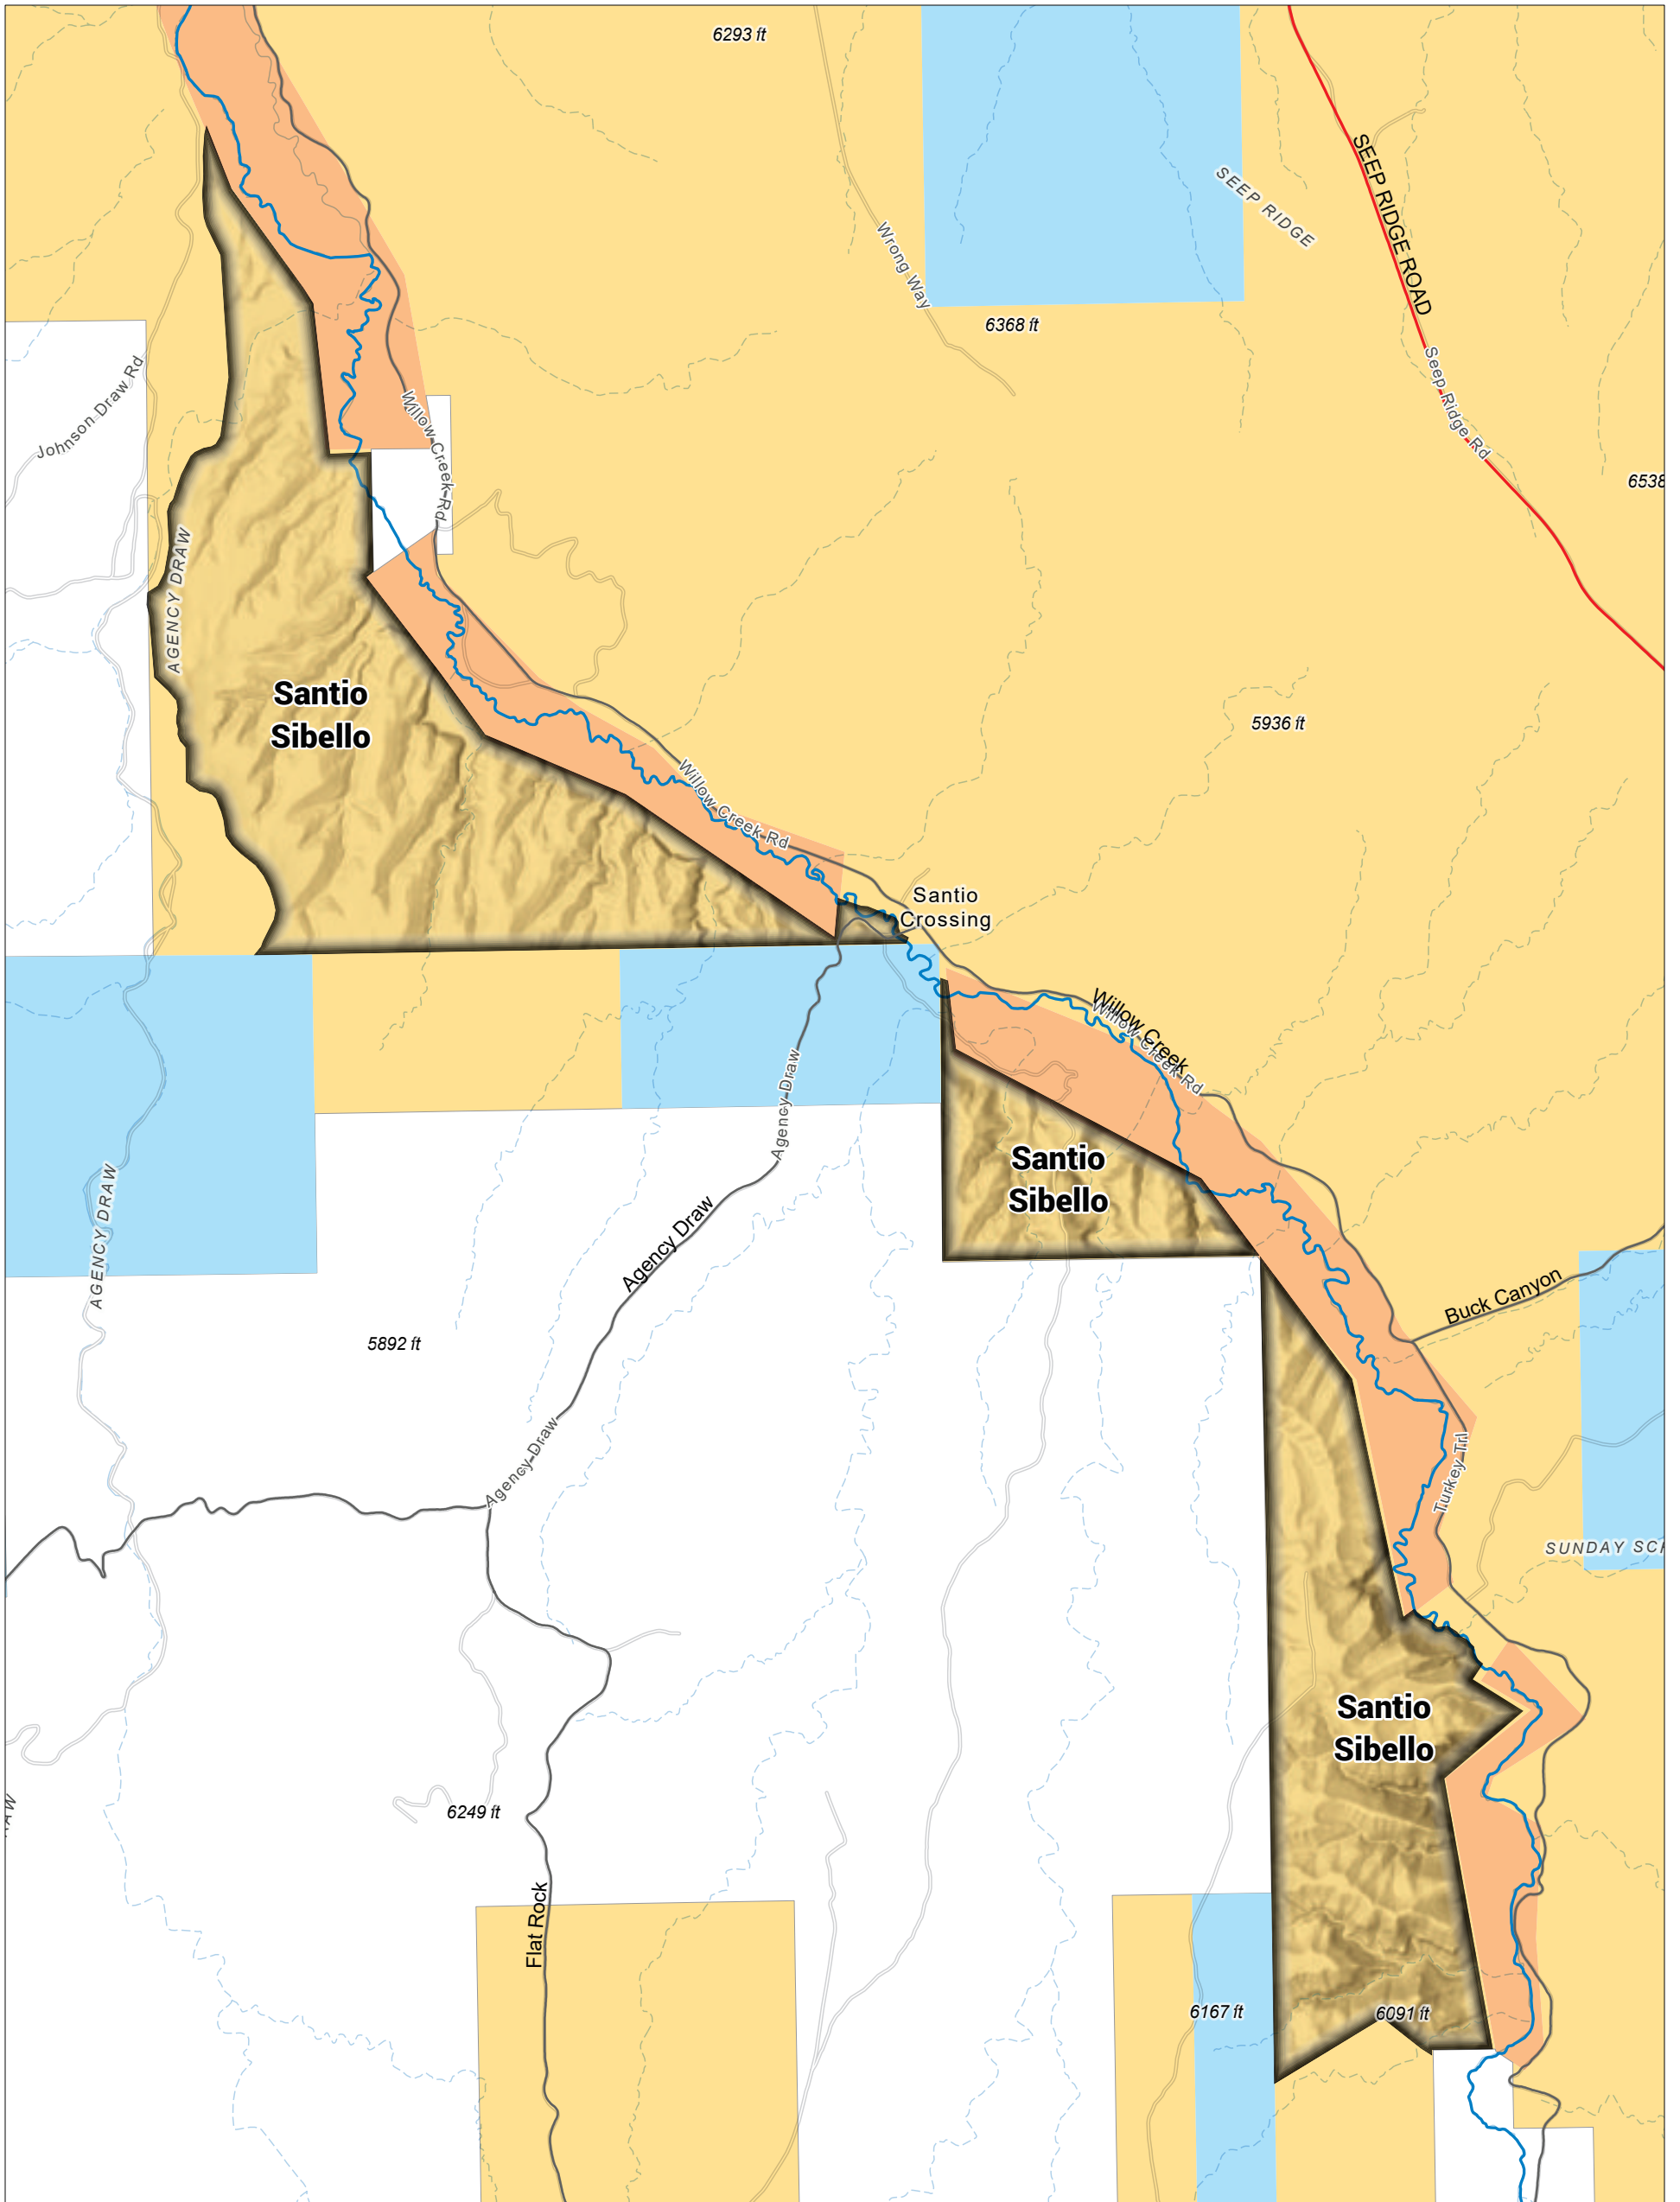 6293 ft
SEEP RIDGE
SEEP RIDGE ROAD
Wrong Way
6368 ft
Johnson Draw Rd
Seep Ridge Rd
Willow Creek Rd
6538
AGENCY DRAW
Santio
Sibello
5936 ft
Willow Creek Rd
Santio
Crossing
Willow Creek
Willow Creek Rd
Agency Draw
Santio
Sibello
AGENCY DRAW
Agency Draw
Buck Canyon
5892 ft
Agency Draw
Turkey Trl
SUNDAY SCH
Santio
Sibello
6249 ft
AW
Flat Rock
6167 ft
6091 ft